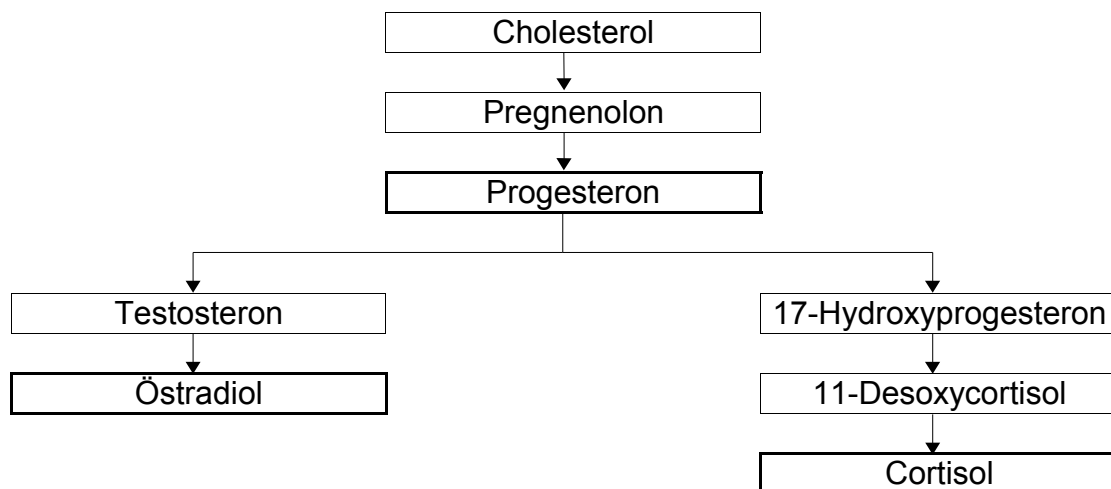 Cholesterol
Pregnenolon
Progesteron
Testosteron
17-Hydroxyprogesteron
Östradiol
11-Desoxycortisol
Cortisol